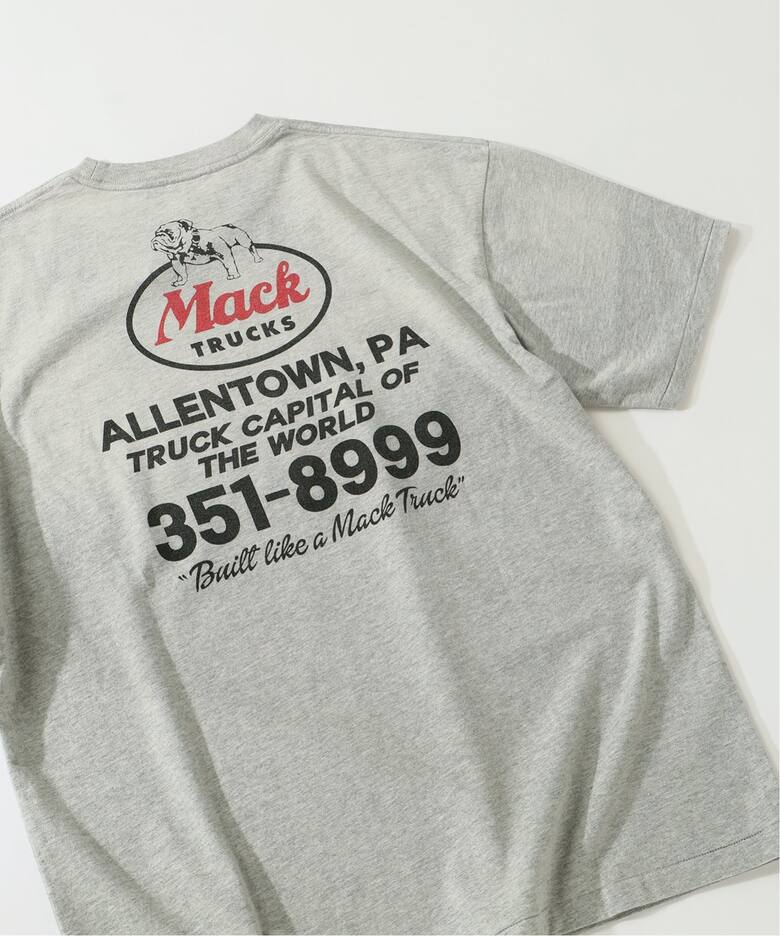 Mack
TRUCKS
ALLENTOWN, PA
TRUCK CAPITAL OF
THE WORLD
351-8999
"Built like a Mack Truck"